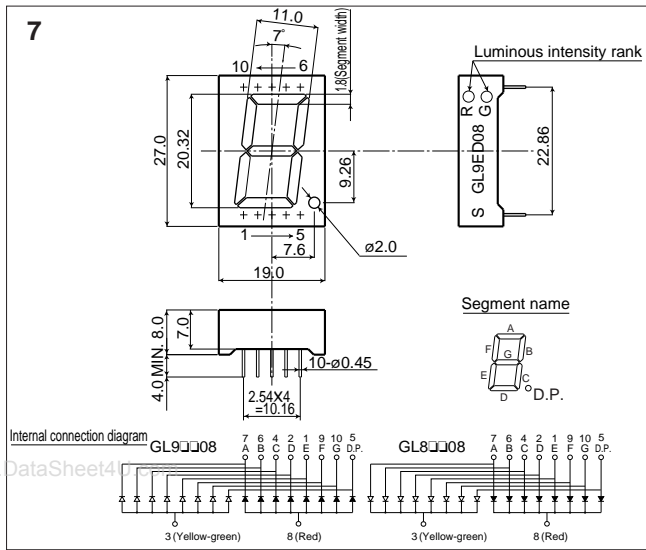 7
11.0
7°
10 6
1.8(Segment width)
27.0
20.32
9.26
1 5
7.6
ø2.0
19.0
Luminous intensity rank
R G
S GL9ED08
22.86
8.0
7.0
4.0 MIN.
10-ø0.45
2.54X4
=10.16
Segment name
A
F B
G
E C
D
D.P.
Internal connection diagram
GL9□□08
7 6 4 2 1 9 10 5
A B C D E F G D.P.
3 (Yellow-green) 8 (Red)
GL8□□08
7 6 4 2 1 9 10 5
A B C D E F G D.P.
3 (Yellow-green) 8 (Red)